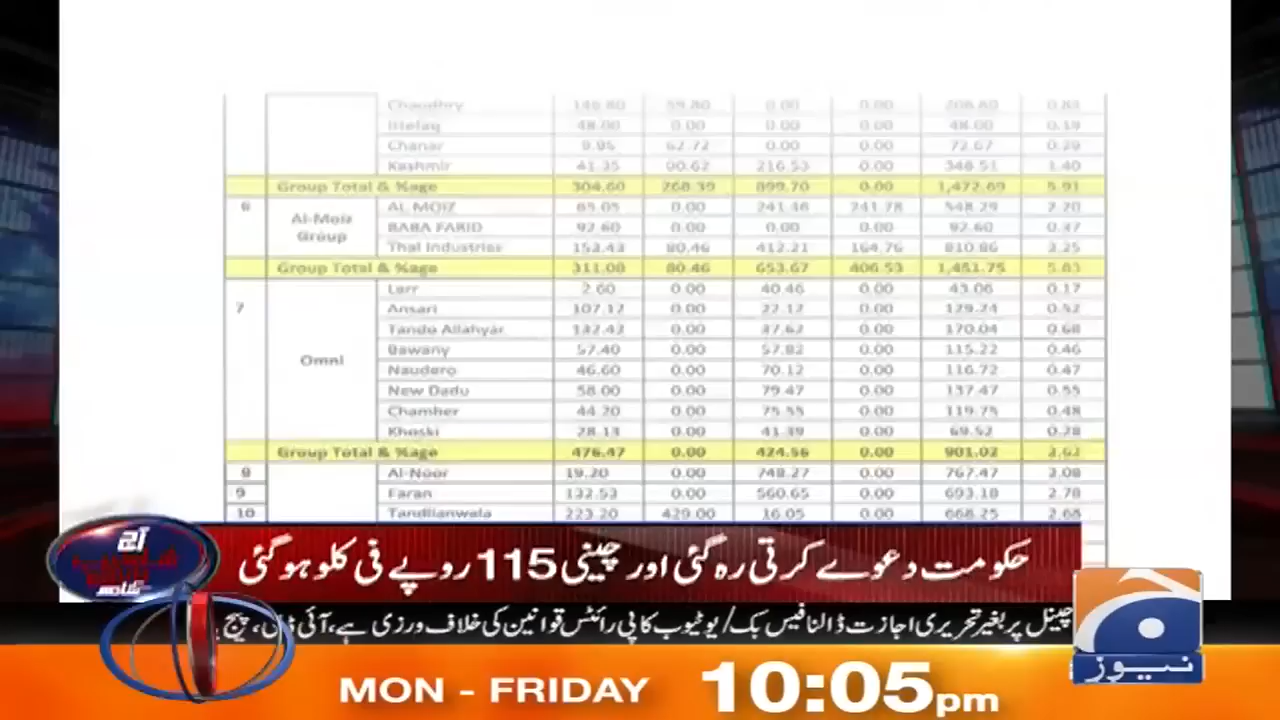 Chaudhry 59.80 0.00 0.00
Ittefaq 48.00 0.00 0.00 0.00 48.00 0.19
Chanar 62.72 0.00 0.00 72.67 0.29
Kashmir 41.35 216.53 0.00 348.51 1.40
Group Total & %age 304.60 268.39 899.70 0.00 1,472.69 5.91
6 Al-Moiz Group
AL MOIZ 65.05 0.00 241.46 241.78 548.29 2.20
BABA FARID 92.60 0.00 0.00 0.00 92.60 0.37
Thal Industries 153.43 80.46 412.21 164.76 810.86 3.25
Group Total & %age 311.08 80.46 653.67 406.53 1,451.75 5.83
7 Omni
Larr 2.60 0.00 40.46 0.00 43.06 0.17
Ansari 107.12 0.00 22.12 0.00 129.24 0.52
Tando Allahyar 132.42 0.00 37.62 0.00 170.04 0.68
Bawany 57.40 0.00 57.82 0.00 115.22 0.46
Naudero 46.60 0.00 70.12 0.00 116.72 0.47
New Dadu 58.00 0.00 79.47 0.00 137.47 0.55
Chamber 44.20 0.00 75.55 0.00 119.75 0.48
Khoski 28.13 0.00 41.39 0.00 69.52 0.28
Group Total & %age 476.47 0.00 424.56 0.00 901.02
8 Al-Noor 19.20 0.00 748.27 0.00 767.47 3.08
9 Faran 132.53 0.00 560.65 0.00 693.18 2.78
10 Tandlianwala 223.20 429.00 16.05 0.00 668.25 2.68
حکومت دعوے کرتی رہ گئی اور چینی 115 روپے فی کلو ہو گئی
آج
چینل پر بغیر تحریری اجازت ڈالنا فیس بک/یوٹیوب کاپی رائٹس قوانین کی خلاف ورزی ہے، آئی ڈی، پیج
نیوز
MON - FRIDAY 10:05pm